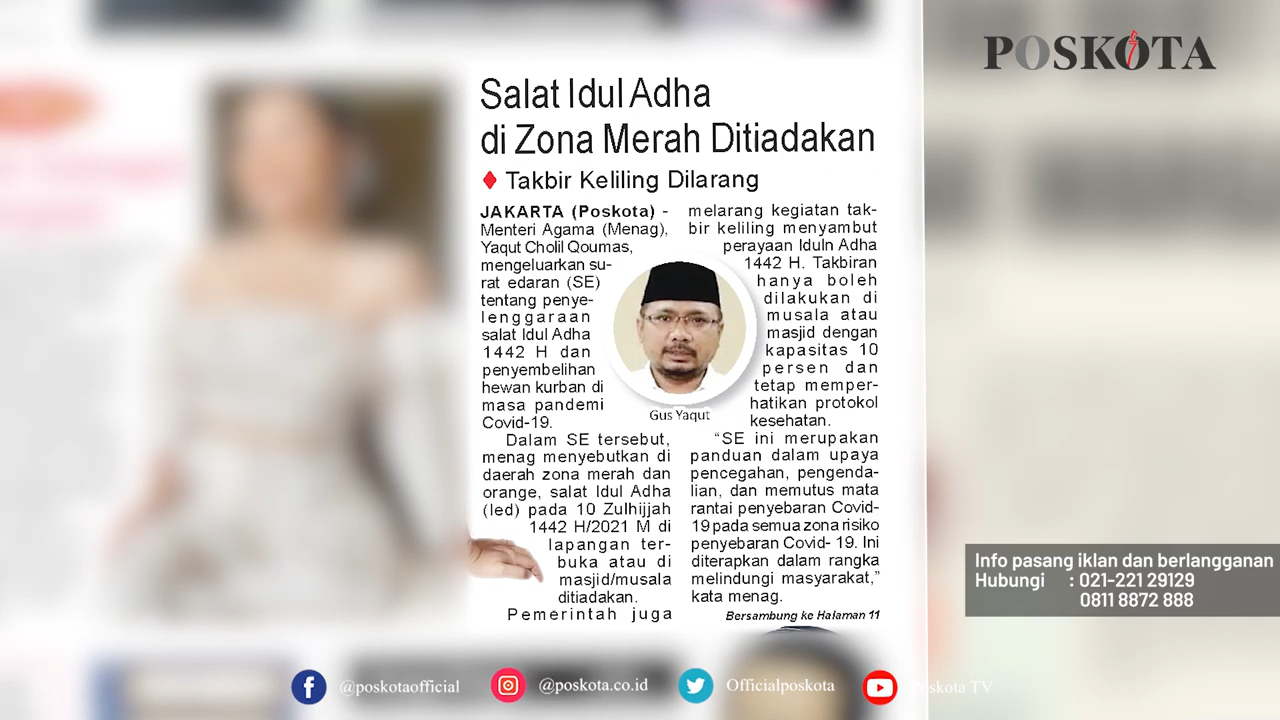 POSKOTA
Salat Idul Adha
di Zona Merah Ditiadakan
Takbir Keliling Dilarang
JAKARTA (Poskota) -
Menteri Agama (Menag),
Yaqut Cholil Qoumas,
mengeluarkan su-
rat edaran (SE)
tentang penye-
lenggaraan
salat Idul Adha
1442 H dan
penyembelihan
hewan kurban di
masa pandemi
Covid-19.
Dalam SE tersebut,
menag menyebutkan di
daerah zona merah dan
orange, salat Idul Adha
(Ied) pada 10 Zulhijjah
1442 H/2021 M di
lapangan ter-
buka atau di
masjid/musala
ditiadakan.
Pemerintah juga
melarang kegiatan tak-
bir keliling menyambut
perayaan Iduln Adha
1442 H. Takbiran
hanya boleh
dilakukan di
musala atau
masjid dengan
kapasitas 10
persen dan
tetap memper-
hatikan protokol
kesehatan.
"SE ini merupakan
panduan dalam upaya
pencegahan, pengenda-
lian, dan memutus mata
rantai penyebaran Covid-
19 pada semua zona risiko
penyebaran Covid- 19. Ini
diterapkan dalam rangka
melindungi masyarakat,"
kata menag.
Bersambung ke Halaman 11
Gus Yaqut
Info pasang iklan dan berlangganan
Hubungi : 021-221 29129
0811 8872 888
@poskotaofficial
@poskota.co.id
Officialposkota
Poskota TV